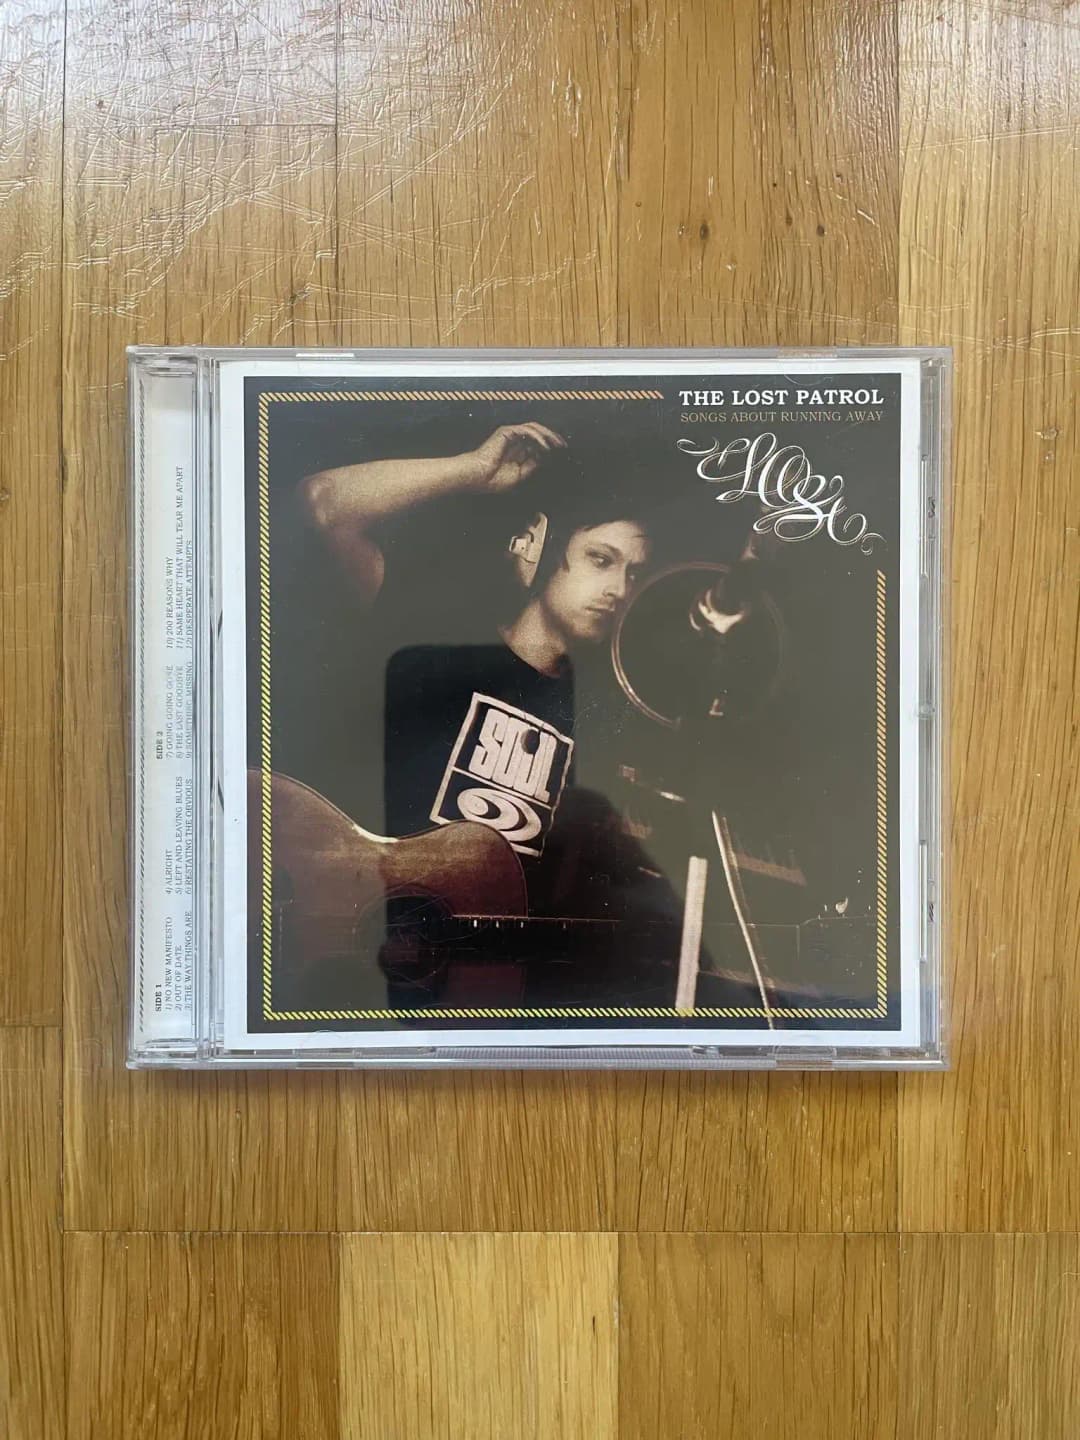 THE LOST PATROL
SONGS ABOUT RUNNING AWAY
LOST
SOUL
SIDE 1
1) NO NEW MANIFESTO
2) OUT OF DATE
3) THE WAY THINGS ARE
4) ALRIGHT
5) LEFT AND LEAVING BLUES
6) RESTATING THE OBVIOUS
SIDE 2
7) GOING GOING GONE
8) THE LAST GOODBYE
9) SOMETHING MISSING
10) 200 REASONS WHY
11) SAME HEART THAT WILL TEAR ME APART
12) DESPERATE ATTEMPTS